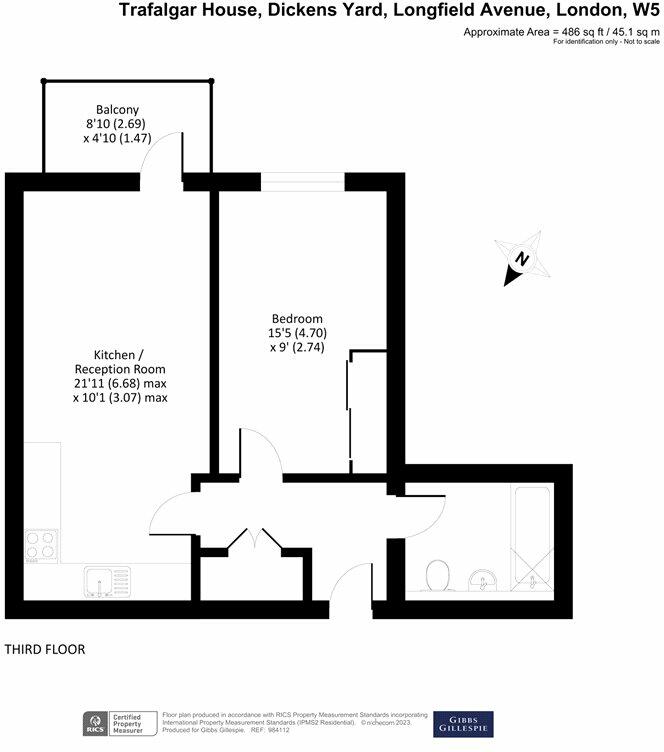 Trafalgar House, Dickens Yard, Longfield Avenue, London, W5
Approximate Area = 486 sq ft / 45.1 sq m
For identification only - Not to scale
Balcony
8'10 (2.69)
x 4'10 (1.47)
N
Bedroom
15'5 (4.70)
x 9' (2.74)
Kitchen /
Reception Room
21'11 (6.68) max
x 10'1 (3.07) max
THIRD FLOOR
RICS
Certified
Property
Measurer
Floor plan produced in accordance with RICS Property Measurement Standards incorporating
International Property Measurement Standards (IPMS2 Residential). © nichecom 2023.
Produced for Gibbs Gillespie. REF: 984112
GIBBS
GILLESPIE